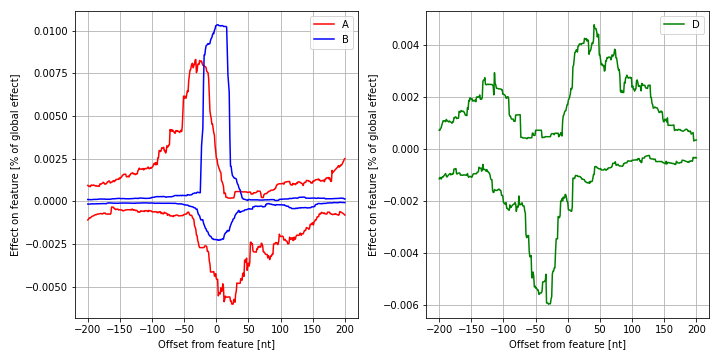 A
B
0.0100
0.0075
0.0050
0.0025
0.0000
−0.0025
−0.0050
Effect on feature [% of global effect]
−200 −150 −100 −50 0 50 100 150 200
Offset from feature [nt]
D
0.004
0.002
0.000
−0.002
−0.004
−0.006
Effect on feature [% of global effect]
−200 −150 −100 −50 0 50 100 150 200
Offset from feature [nt]